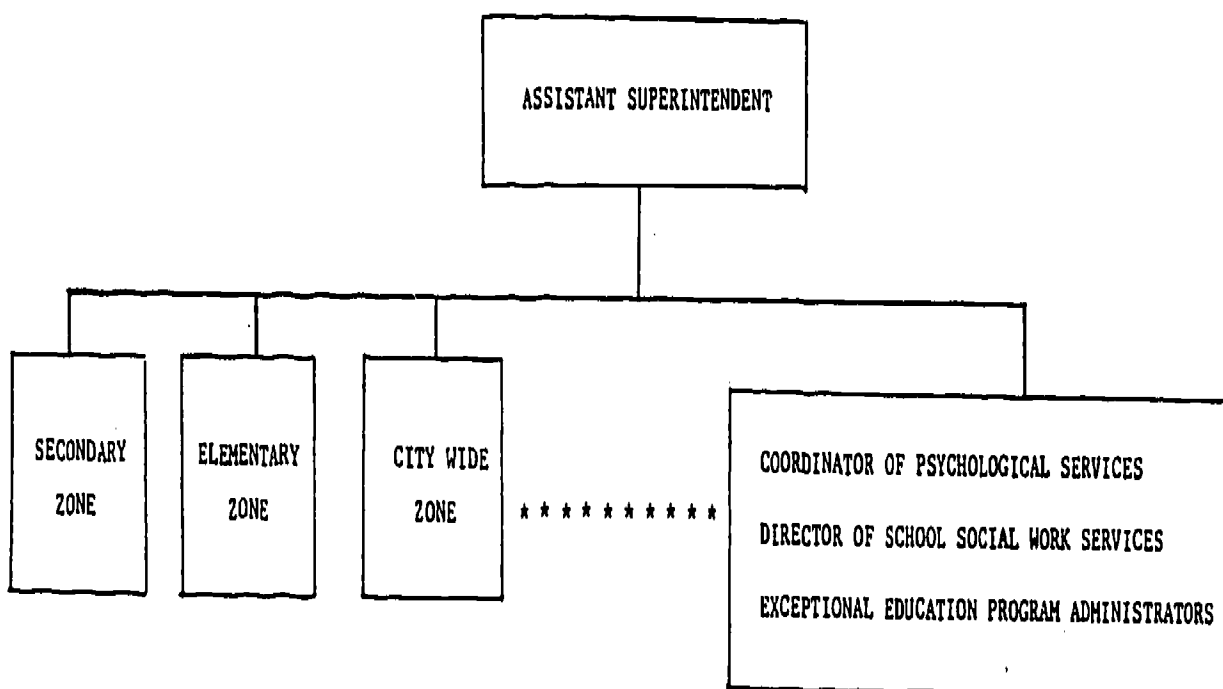 ASSISTANT SUPERINTENDENT
SECONDARY
ZONE
ELEMENTARY
ZONE
CITY WIDE
ZONE
* * * * * * * * * *
COORDINATOR OF PSYCHOLOGICAL SERVICES
DIRECTOR OF SCHOOL SOCIAL WORK SERVICES
EXCEPTIONAL EDUCATION PROGRAM ADMINISTRATORS